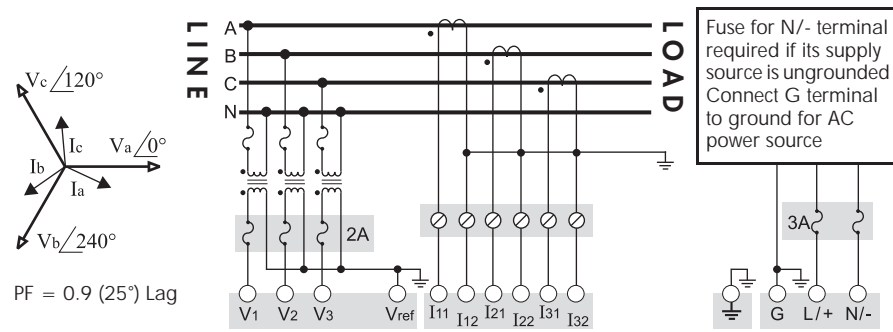 LINE
A
B
C
N
LOAD
Fuse for N/- terminal
required if its supply
source is ungrounded
Connect G terminal
to ground for AC
power source
Vc /120°
Ic
Va /0°
Ib
Ia
Vb /240°
PF = 0.9 (25°) Lag
2A
3A
V1
V2
V3
Vref
I11
I12
I21
I22
I31
I32
G
L/+
N/-